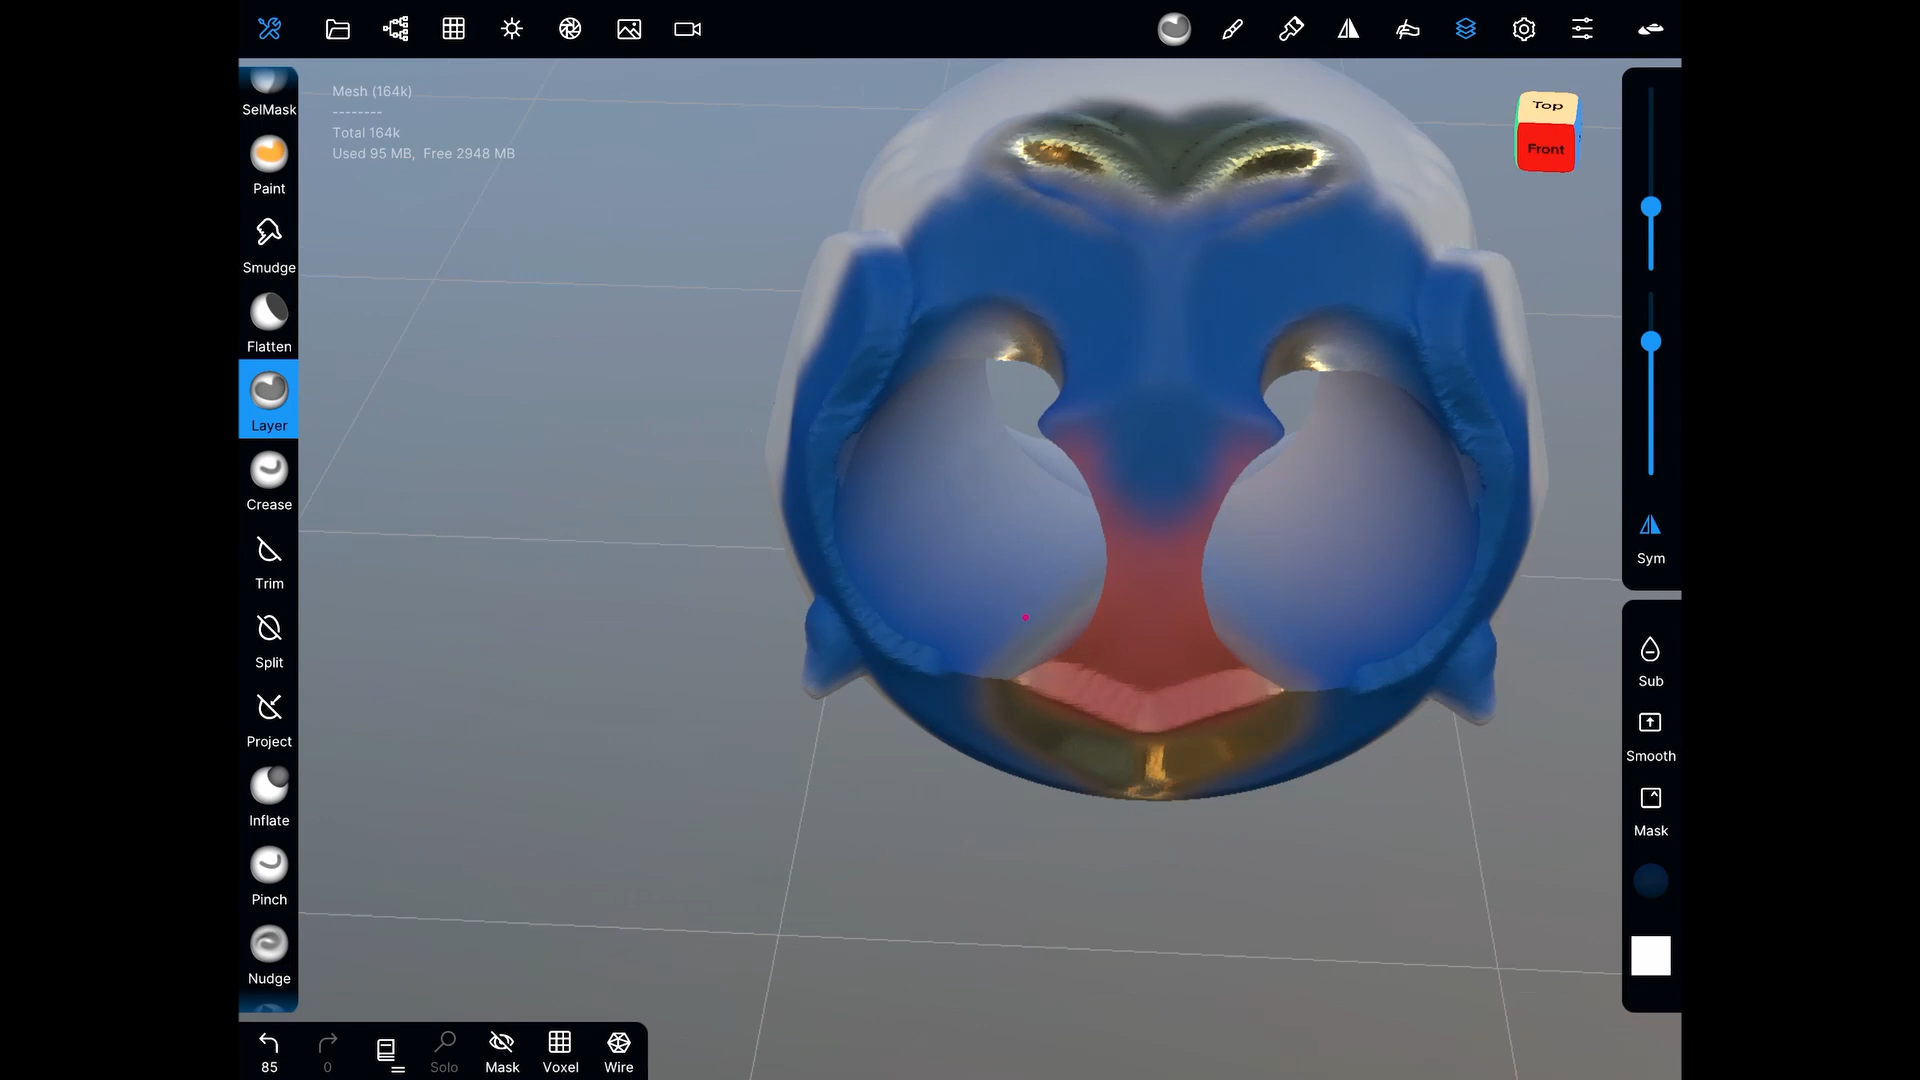 Mesh (164k)
--------
Total 164k
Used 95 MB, Free 2948 MB
Top
Front
SelMask
Paint
Smudge
Flatten
Layer
Crease
Trim
Split
Project
Inflate
Pinch
Nudge
Sym
Sub
Smooth
Mask
85
0
Solo
Mask
Voxel
Wire